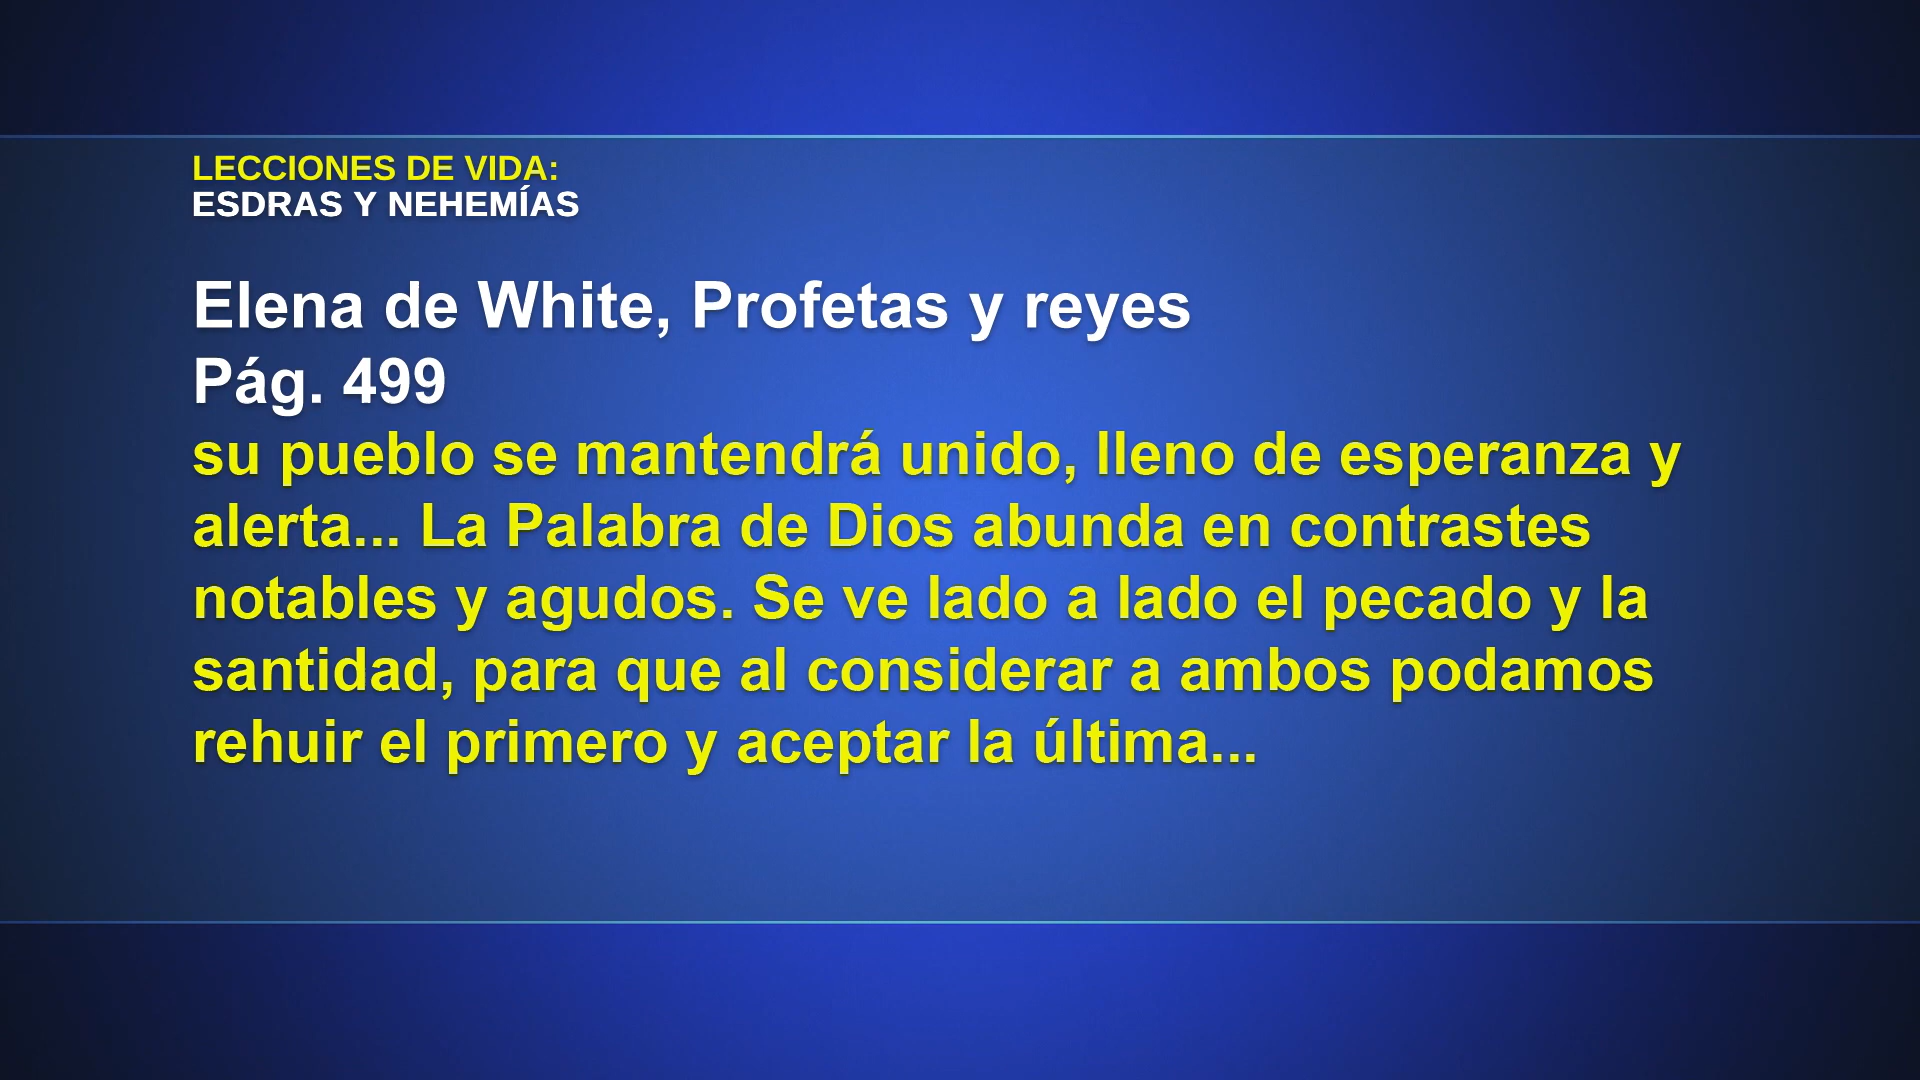 LECCIONES DE VIDA:
ESDRAS Y NEHEMÍAS
Elena de White, Profetas y reyes
Pág. 499
su pueblo se mantendrá unido, lleno de esperanza y
alerta... La Palabra de Dios abunda en contrastes
notables y agudos. Se ve lado a lado el pecado y la
santidad, para que al considerar a ambos podamos
rehuir el primero y aceptar la última...